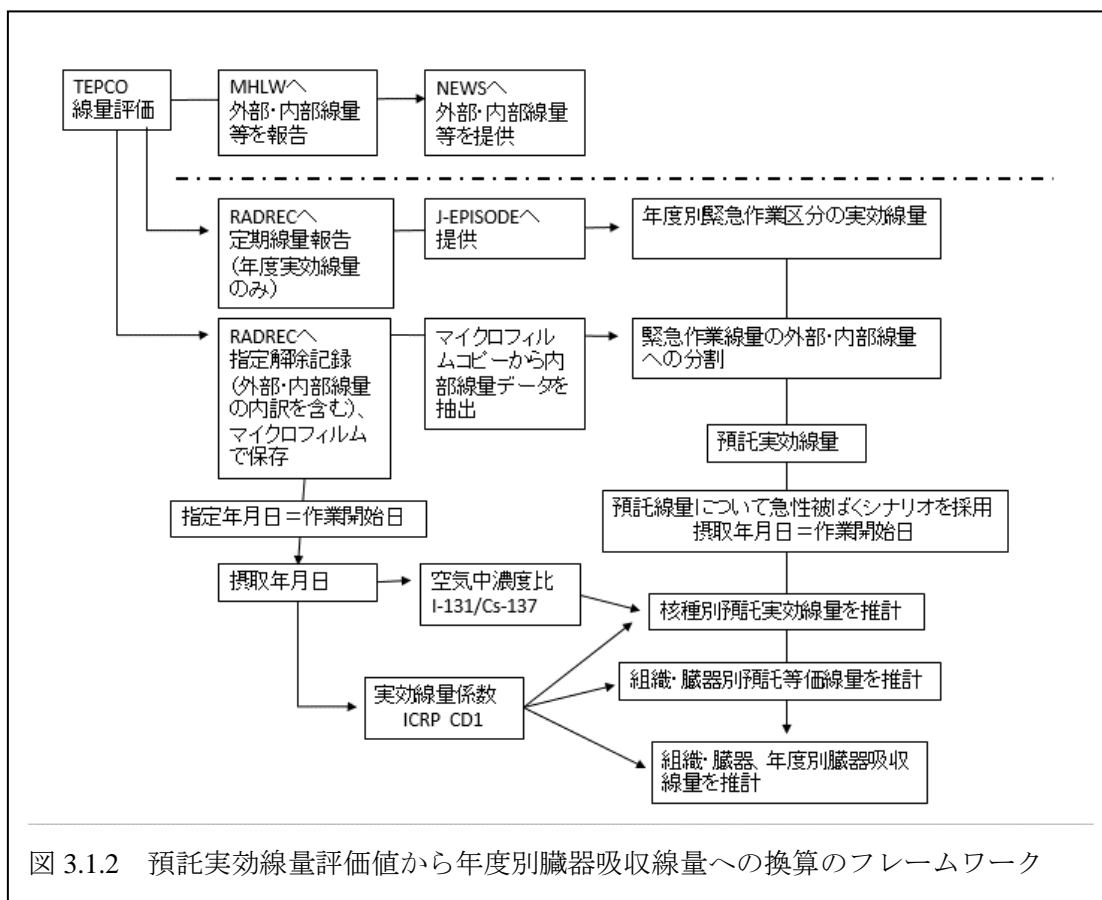 TEPCO
線量評価
MHLWへ
外部・内部線量
等を報告
NEWSへ
外部・内部線量
等を提供
RADRECへ
定期線量報告
(年度実効線量
のみ)
J-EPISODEへ
提供
年度別緊急作業区分の実効線量
RADRECへ
指定解除記録
(外部・内部線量
の内訳を含む)、
マイクロフィルム
で保存
マイクロフィル
ムコピーから内
部線量データを
抽出
緊急作業線量の外部・内部線量
への分割
預託実効線量
指定年月日＝作業開始日
預託線量について急性被ばくシナリオを採用
摂取年月日＝作業開始日
摂取年月日
空気中濃度比
I-131/Cs-137
核種別預託実効線量を推計
組織・臓器別預託等価線量を推計
実効線量係数
ICRP CD1
組織・臓器、年度別臓器吸収
線量を推計
図 3.1.2　預託実効線量評価値から年度別臓器吸収線量への換算のフレームワーク